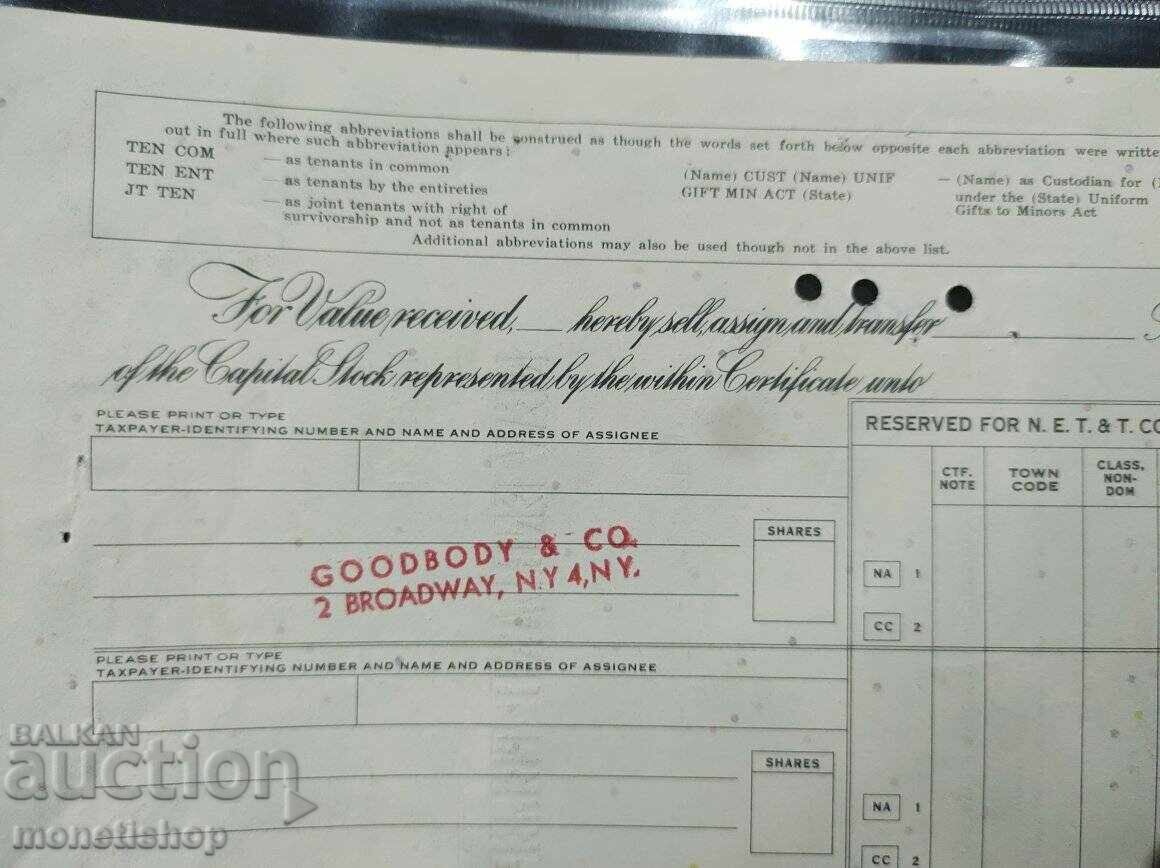 The following abbreviations shall be construed as though the words set forth below opposite each abbreviation were writte
out in full where such abbreviation appears:
TEN COM — as tenants in common
TEN ENT — as tenants by the entireties
JT TEN — as joint tenants with right of
survivorship and not as tenants in common
(Name) CUST (Name) UNIF — (Name) as Custodian for (
GIFT MIN ACT (State) under the (State) Uniform
Gifts to Minors Act
Additional abbreviations may also be used though not in the above list.
For Value received, hereby sell, assign, and transfer
of the Capital Stock represented by the within Certificate unto
PLEASE PRINT OR TYPE
TAXPAYER-IDENTIFYING NUMBER AND NAME AND ADDRESS OF ASSIGNEE
RESERVED FOR N. E. T. & T. CO
CTF. NOTE
TOWN CODE
CLASS, NON-DOM
SHARES
GOODBODY & CO.
2 BROADWAY, N.Y 4, N.Y.
NA 1
CC 2
PLEASE PRINT OR TYPE
TAXPAYER-IDENTIFYING NUMBER AND NAME AND ADDRESS OF ASSIGNEE
SHARES
NA 1
CC 2
BALKAN
auction
monetishop